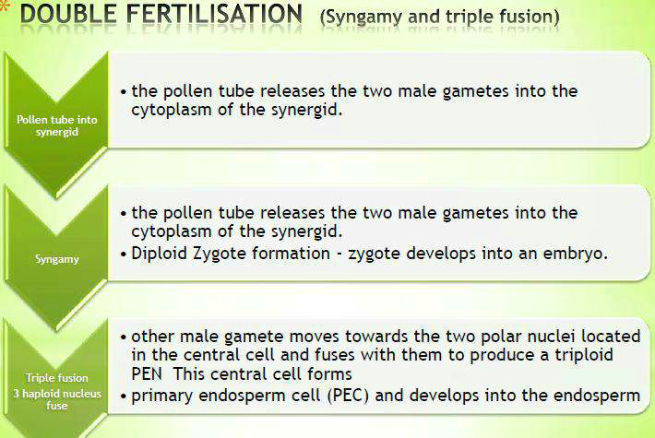 * DOUBLE FERTILISATION (Syngamy and triple fusion)
Pollen tube into
synergid
• the pollen tube releases the two male gametes into the
cytoplasm of the synergid.
Syngamy
• the pollen tube releases the two male gametes into the
cytoplasm of the synergid.
• Diploid Zygote formation - zygote develops into an embryo.
Triple fusion
3 haploid nucleus
fuse
• other male gamete moves towards the two polar nuclei located
in the central cell and fuses with them to produce a triploid
PEN This central cell forms
• primary endosperm cell (PEC) and develops into the endosperm